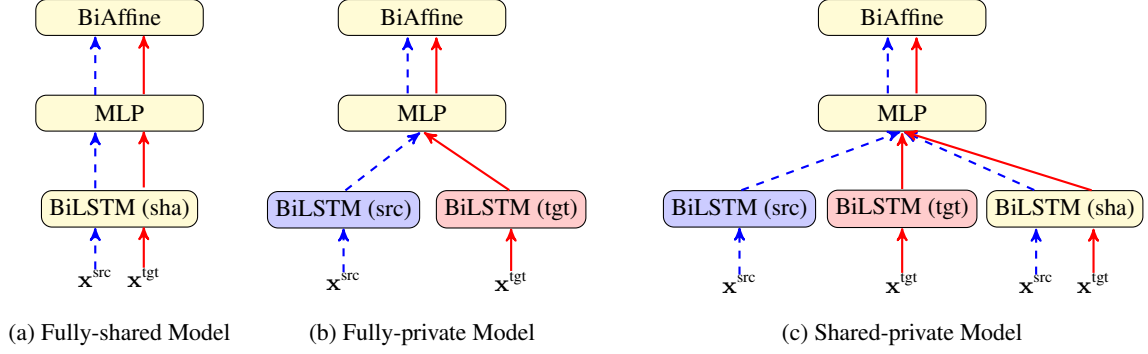 BiAffine
MLP
BiLSTM (sha)
x^src x^tgt
(a) Fully-shared Model
BiAffine
MLP
BiLSTM (src) BiLSTM (tgt)
x^src x^tgt
(b) Fully-private Model
BiAffine
MLP
BiLSTM (src) BiLSTM (tgt) BiLSTM (sha)
x^src x^tgt x^src x^tgt
(c) Shared-private Model